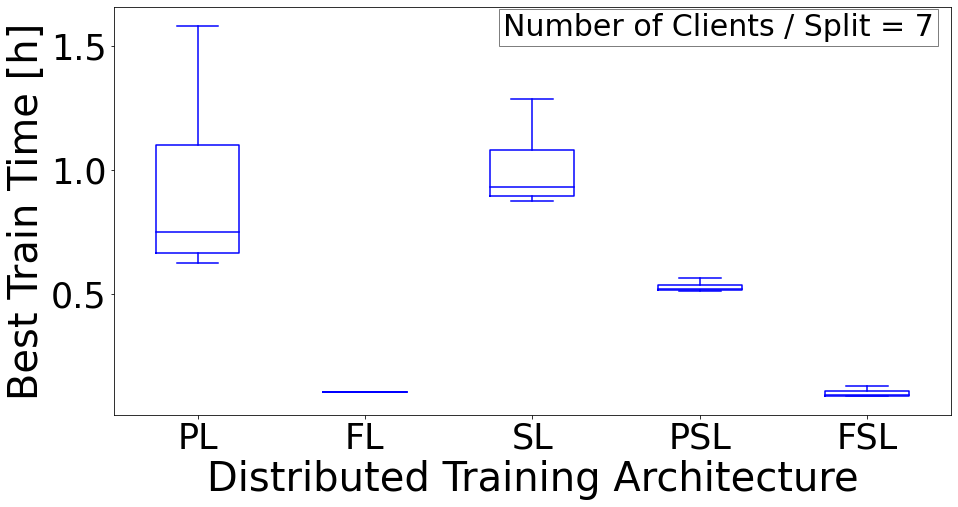 Number of Clients / Split = 7
Best Train Time [h]
1.5
1.0
0.5
PL FL SL PSL FSL
Distributed Training Architecture